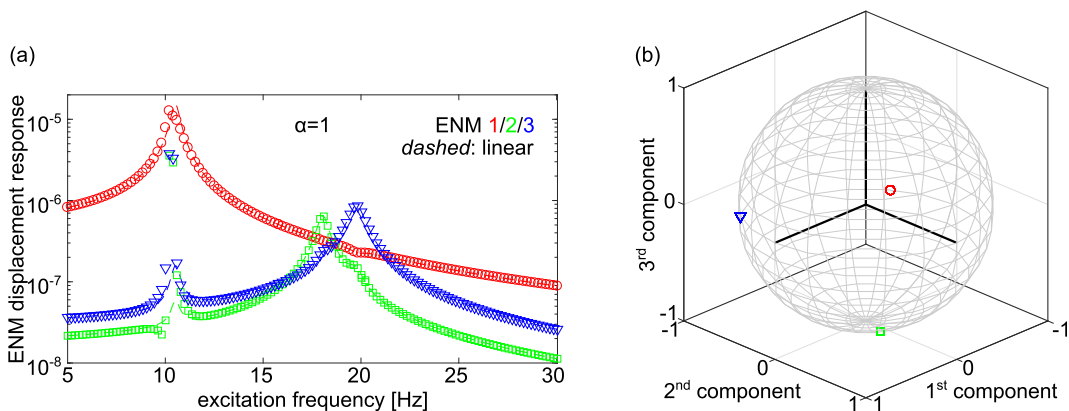 (a)
ENM displacement response
10-5
10-6
10-7
10-8
α=1
ENM 1/2/3
dashed: linear
5
10
15
20
25
30
excitation frequency [Hz]
(b)
3rd component
1
0
-1
-1
0
1
2nd component
1
0
-1
1st component